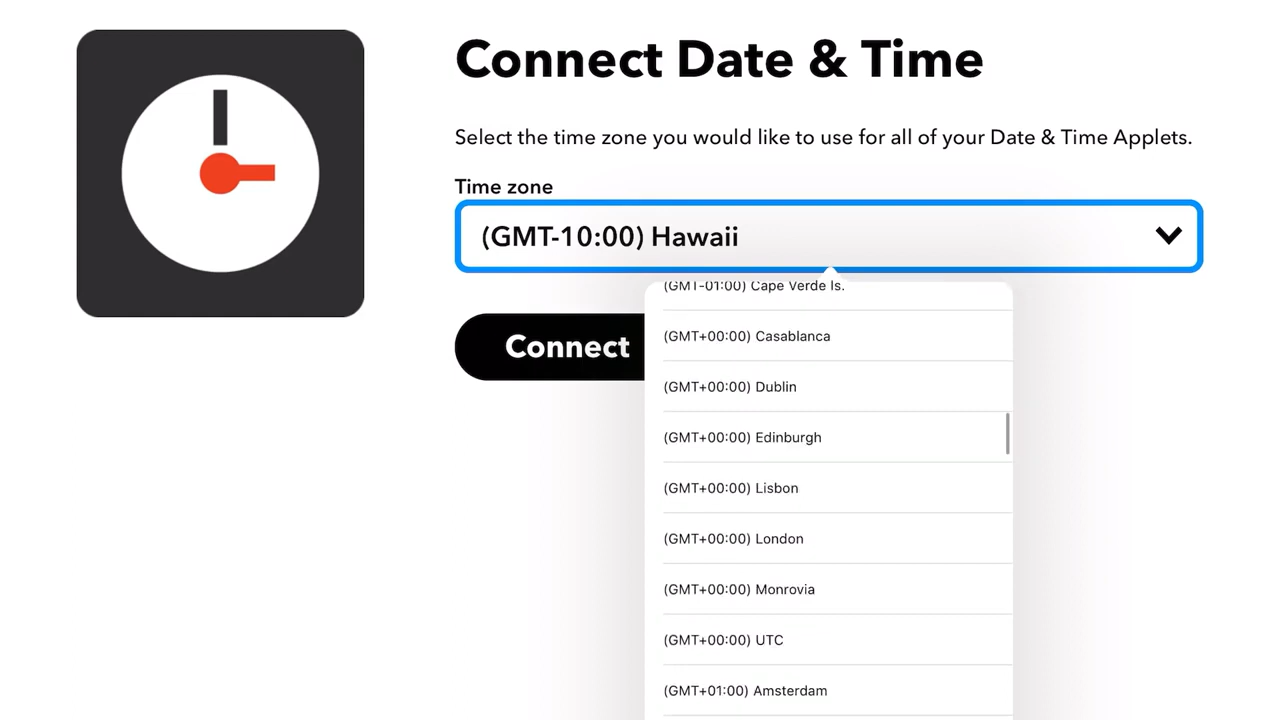 Connect Date & Time
Select the time zone you would like to use for all of your Date & Time Applets.
Time zone
(GMT-10:00) Hawaii
Connect
(GMT-01:00) Cape Verde Is.
(GMT+00:00) Casablanca
(GMT+00:00) Dublin
(GMT+00:00) Edinburgh
(GMT+00:00) Lisbon
(GMT+00:00) London
(GMT+00:00) Monrovia
(GMT+00:00) UTC
(GMT+01:00) Amsterdam